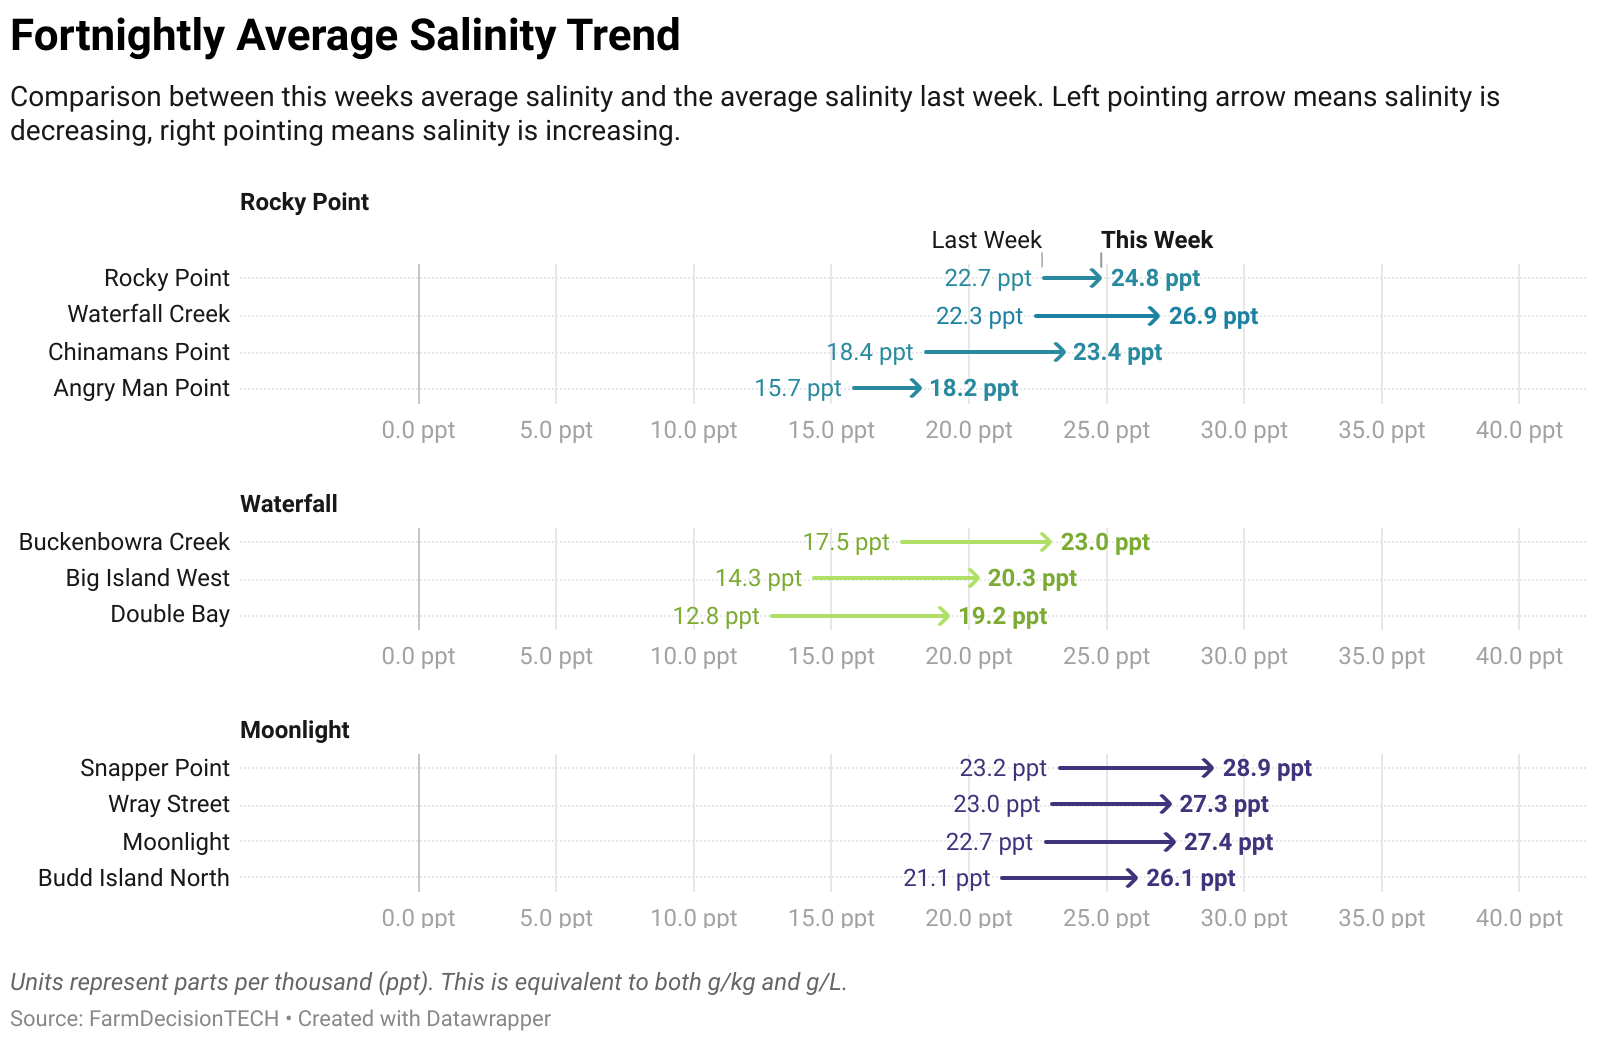 Fortnightly Average Salinity Trend
Comparison between this weeks average salinity and the average salinity last week. Left pointing arrow means salinity is
decreasing, right pointing means salinity is increasing.
Rocky Point
Last Week This Week
Rocky Point 22.7 ppt 24.8 ppt
Waterfall Creek 22.3 ppt 26.9 ppt
Chinamans Point 18.4 ppt 23.4 ppt
Angry Man Point 15.7 ppt 18.2 ppt
0.0 ppt 5.0 ppt 10.0 ppt 15.0 ppt 20.0 ppt 25.0 ppt 30.0 ppt 35.0 ppt 40.0 ppt
Waterfall
Buckenbowra Creek 17.5 ppt 23.0 ppt
Big Island West 14.3 ppt 20.3 ppt
Double Bay 12.8 ppt 19.2 ppt
0.0 ppt 5.0 ppt 10.0 ppt 15.0 ppt 20.0 ppt 25.0 ppt 30.0 ppt 35.0 ppt 40.0 ppt
Moonlight
Snapper Point 23.2 ppt 28.9 ppt
Wray Street 23.0 ppt 27.3 ppt
Moonlight 22.7 ppt 27.4 ppt
Budd Island North 21.1 ppt 26.1 ppt
0.0 ppt 5.0 ppt 10.0 ppt 15.0 ppt 20.0 ppt 25.0 ppt 30.0 ppt 35.0 ppt 40.0 ppt
Units represent parts per thousand (ppt). This is equivalent to both g/kg and g/L.
Source: FarmDecisionTECH • Created with Datawrapper